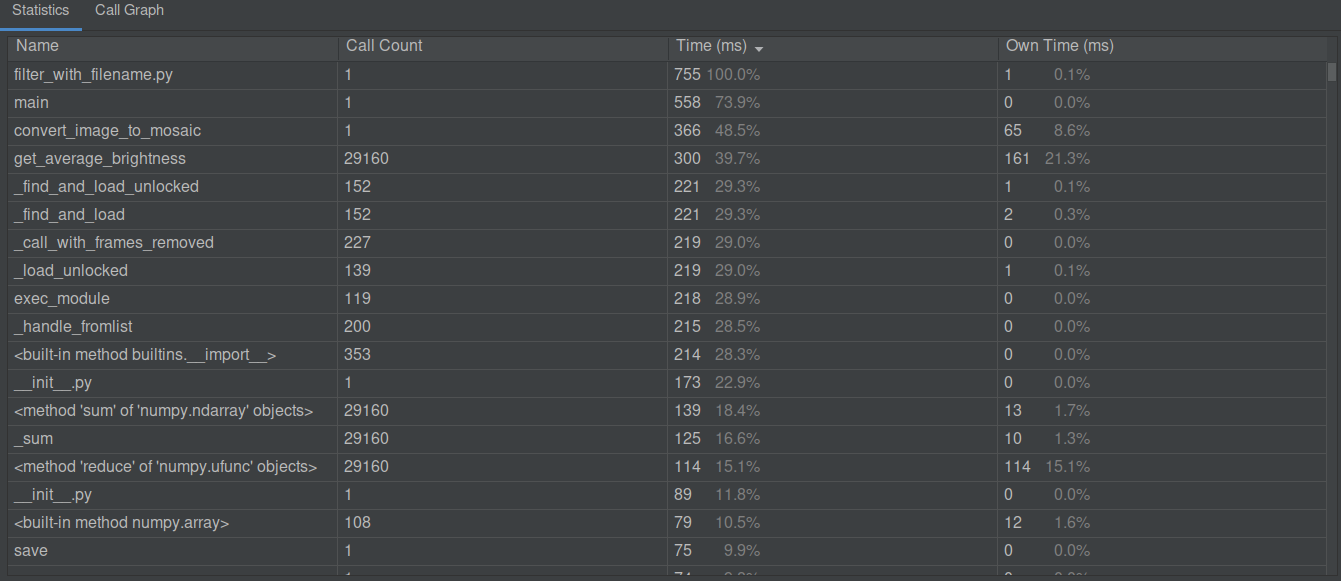 Statistics Call Graph
Name Call Count Time (ms) Own Time (ms)
filter_with_filename.py 1 755 100.0% 1 0.1%
main 1 558 73.9% 0 0.0%
convert_image_to_mosaic 1 366 48.5% 65 8.6%
get_average_brightness 29160 300 39.7% 161 21.3%
_find_and_load_unlocked 152 221 29.3% 1 0.1%
_find_and_load 152 221 29.3% 2 0.3%
_call_with_frames_removed 227 219 29.0% 0 0.0%
_load_unlocked 139 219 29.0% 1 0.1%
exec_module 119 218 28.9% 0 0.0%
_handle_fromlist 200 215 28.5% 0 0.0%
<built-in method builtins.__import__> 353 214 28.3% 0 0.0%
__init__.py 1 173 22.9% 0 0.0%
<method 'sum' of 'numpy.ndarray' objects> 29160 139 18.4% 13 1.7%
_sum 29160 125 16.6% 10 1.3%
<method 'reduce' of 'numpy.ufunc' objects> 29160 114 15.1% 114 15.1%
__init__.py 1 89 11.8% 0 0.0%
<built-in method numpy.array> 108 79 10.5% 12 1.6%
save 1 75 9.9% 0 0.0%